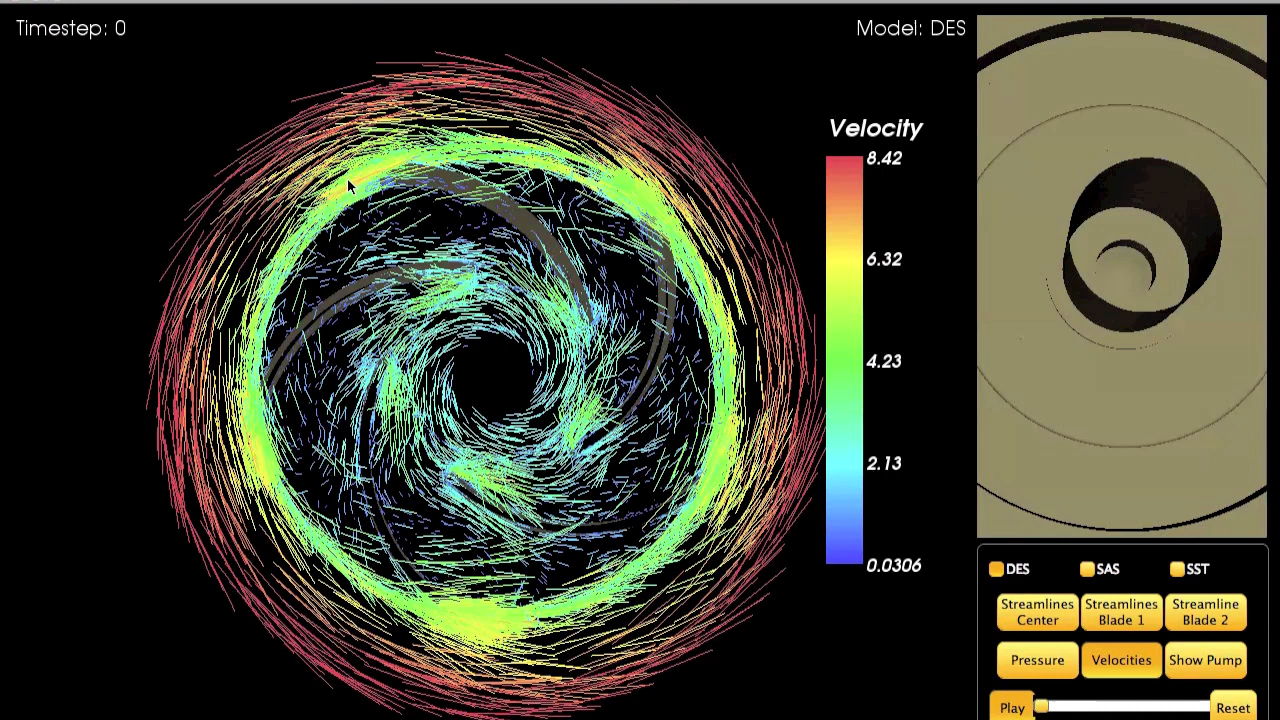 Timestep: 0
Model: DES
Velocity
8.42
6.32
4.23
2.13
0.0306
DES
SAS
SST
Streamlines Center
Streamlines Blade 1
Streamline Blade 2
Pressure
Velocities
Show Pump
Play
Reset